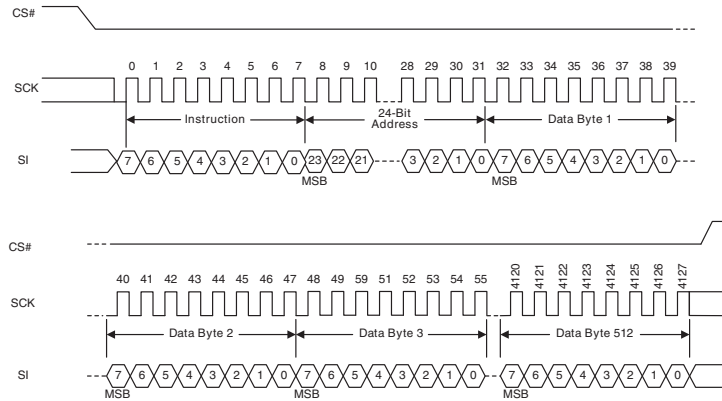 CS#
0 1 2 3 4 5 6 7 8 9 10 28 29 30 31 32 33 34 35 36 37 38 39
SCK
Instruction
24-Bit
Address
Data Byte 1
SI
7 6 5 4 3 2 1 0 23 22 21 3 2 1 0 7 6 5 4 3 2 1 0
MSB MSB
CS#
40 41 42 43 44 45 46 47 48 49 59 51 52 53 54 55 4120 4121 4122 4123 4124 4125 4126 4127
SCK
Data Byte 2 Data Byte 3 Data Byte 512
SI
7 6 5 4 3 2 1 0 7 6 5 4 3 2 1 0 7 6 5 4 3 2 1 0
MSB MSB MSB